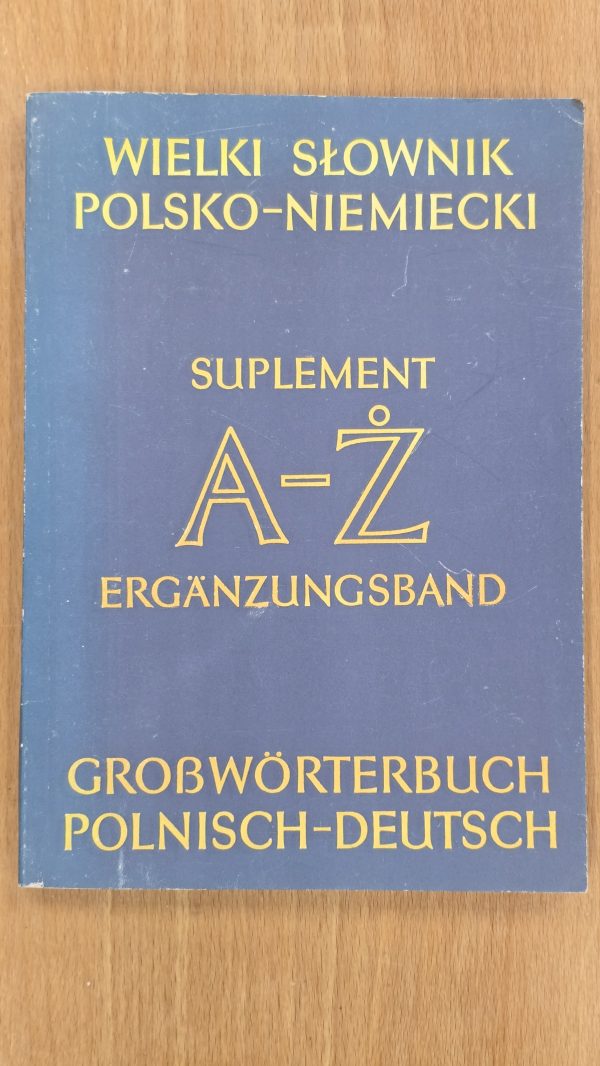 WIELKI SŁOWNIK
POLSKO-NIEMIECKI
SUPLEMENT
A-Ż
ERGÄNZUNGSBAND
GROßWÖRTERBUCH
POLNISCH-DEUTSCH